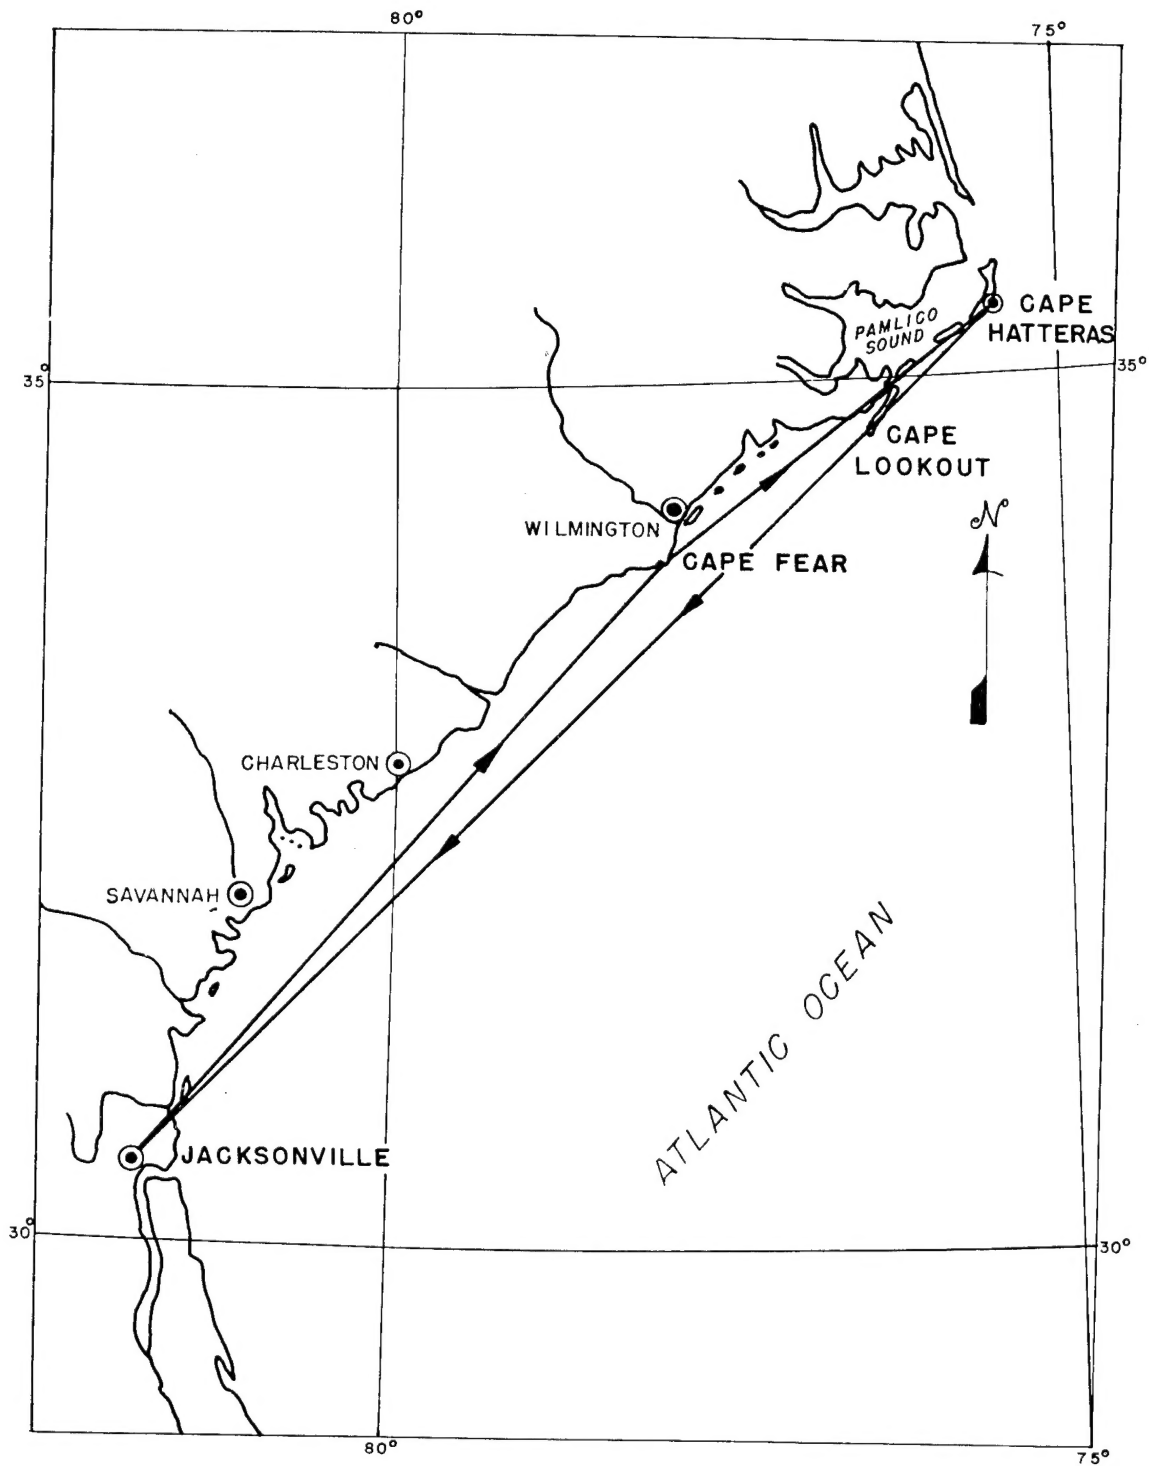 80°
75°
CAPE
HATTERAS
PAMLICO
SOUND
35°
35°
CAPE
LOOKOUT
N
WILMINGTON
CAPE FEAR
CHARLESTON
SAVANNAH
ATLANTIC OCEAN
JACKSONVILLE
30°
30°
80°
75°